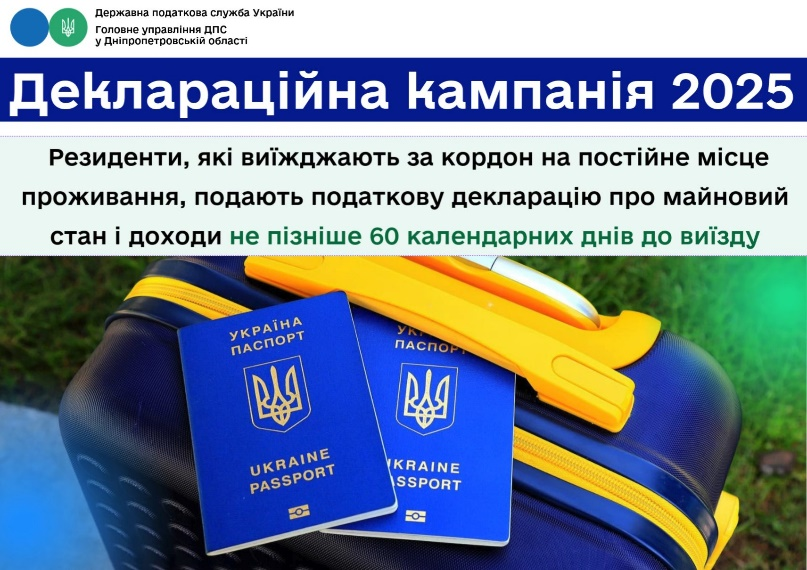 Державна податкова служба України
Головне управління ДПС
у Дніпропетровській області
Деклараційна кампанія 2025
Резиденти, які виїжджають за кордон на постійне місце
проживання, подають податкову декларацію про майновий
стан і доходи не пізніше 60 календарних днів до виїзду
УКРАЇНА
ПАСПОРТ
UKRAINE
PASSPORT
УКРАЇНА
ПАСПОРТ
UKRAINE
PASSPORT